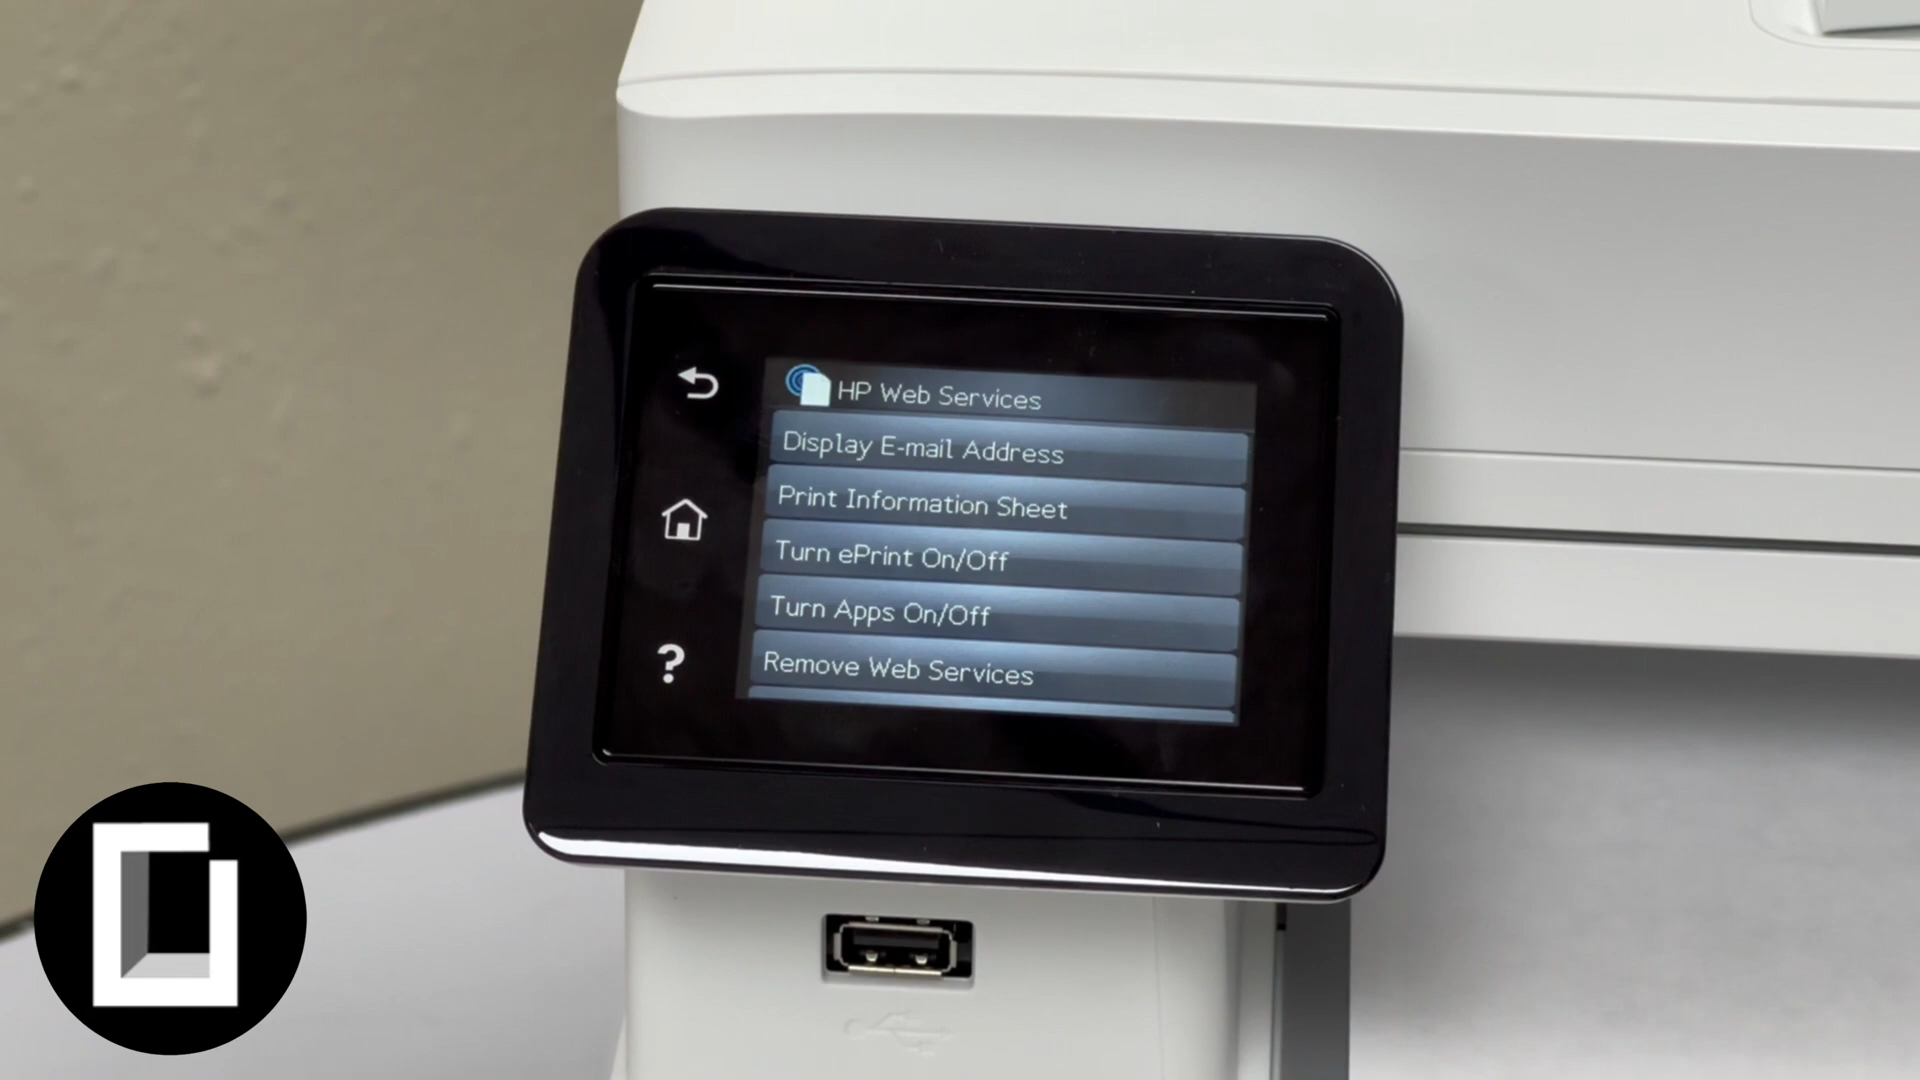 HP Web Services
Display E-mail Address
Print Information Sheet
Turn ePrint On/Off
Turn Apps On/Off
Remove Web Services
?